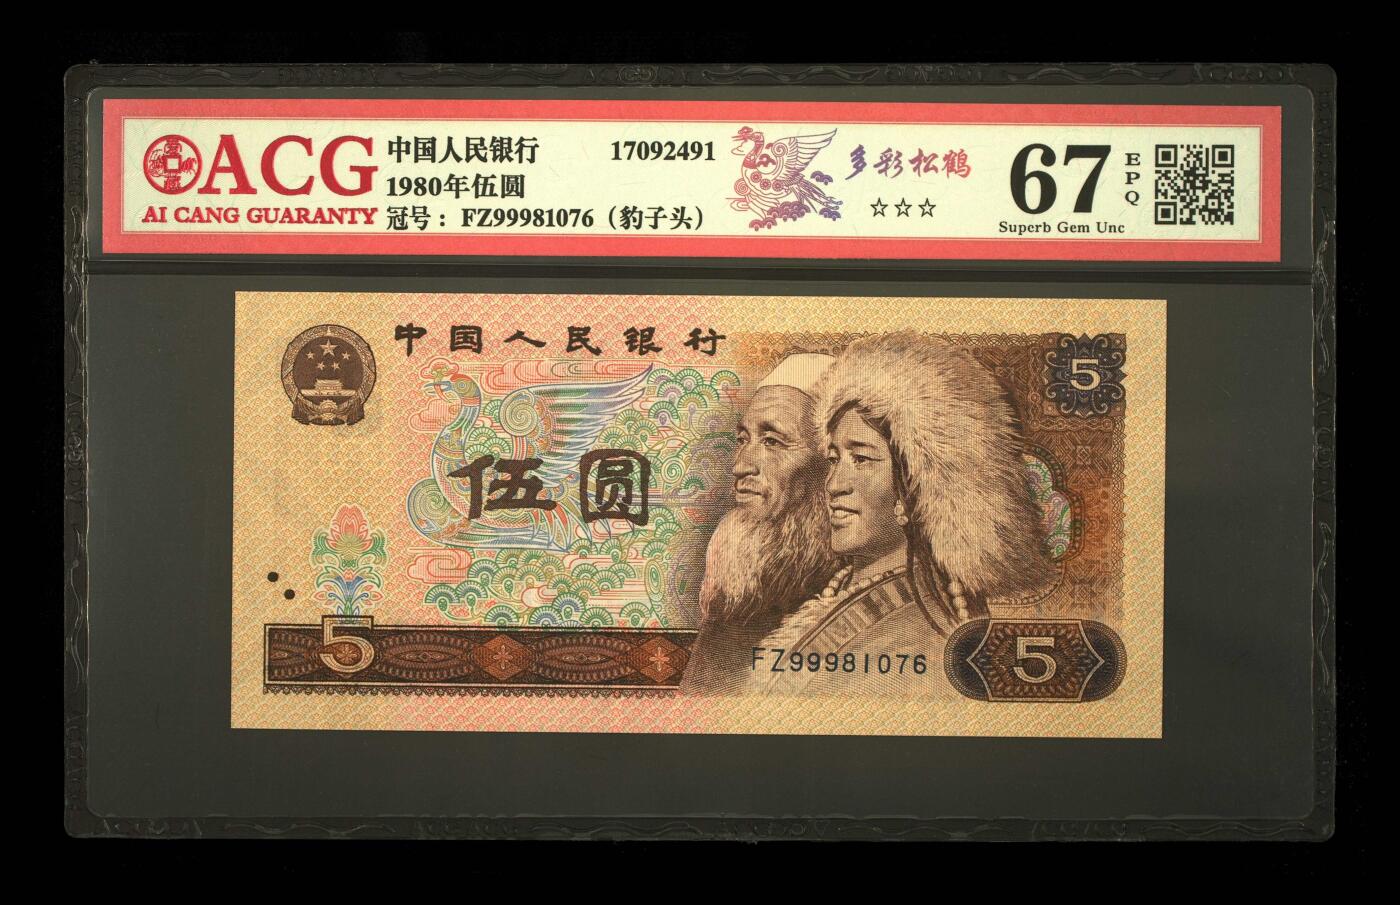 ACG
AI CANG GUARANTY
中国人民银行 17092491
1980年伍圆
冠号：FZ99981076（豹子头）
多彩松鹤
☆☆☆
67
EPQ
Superb Gem Unc
中国人民银行
5
伍圆
5
FZ99981076
5